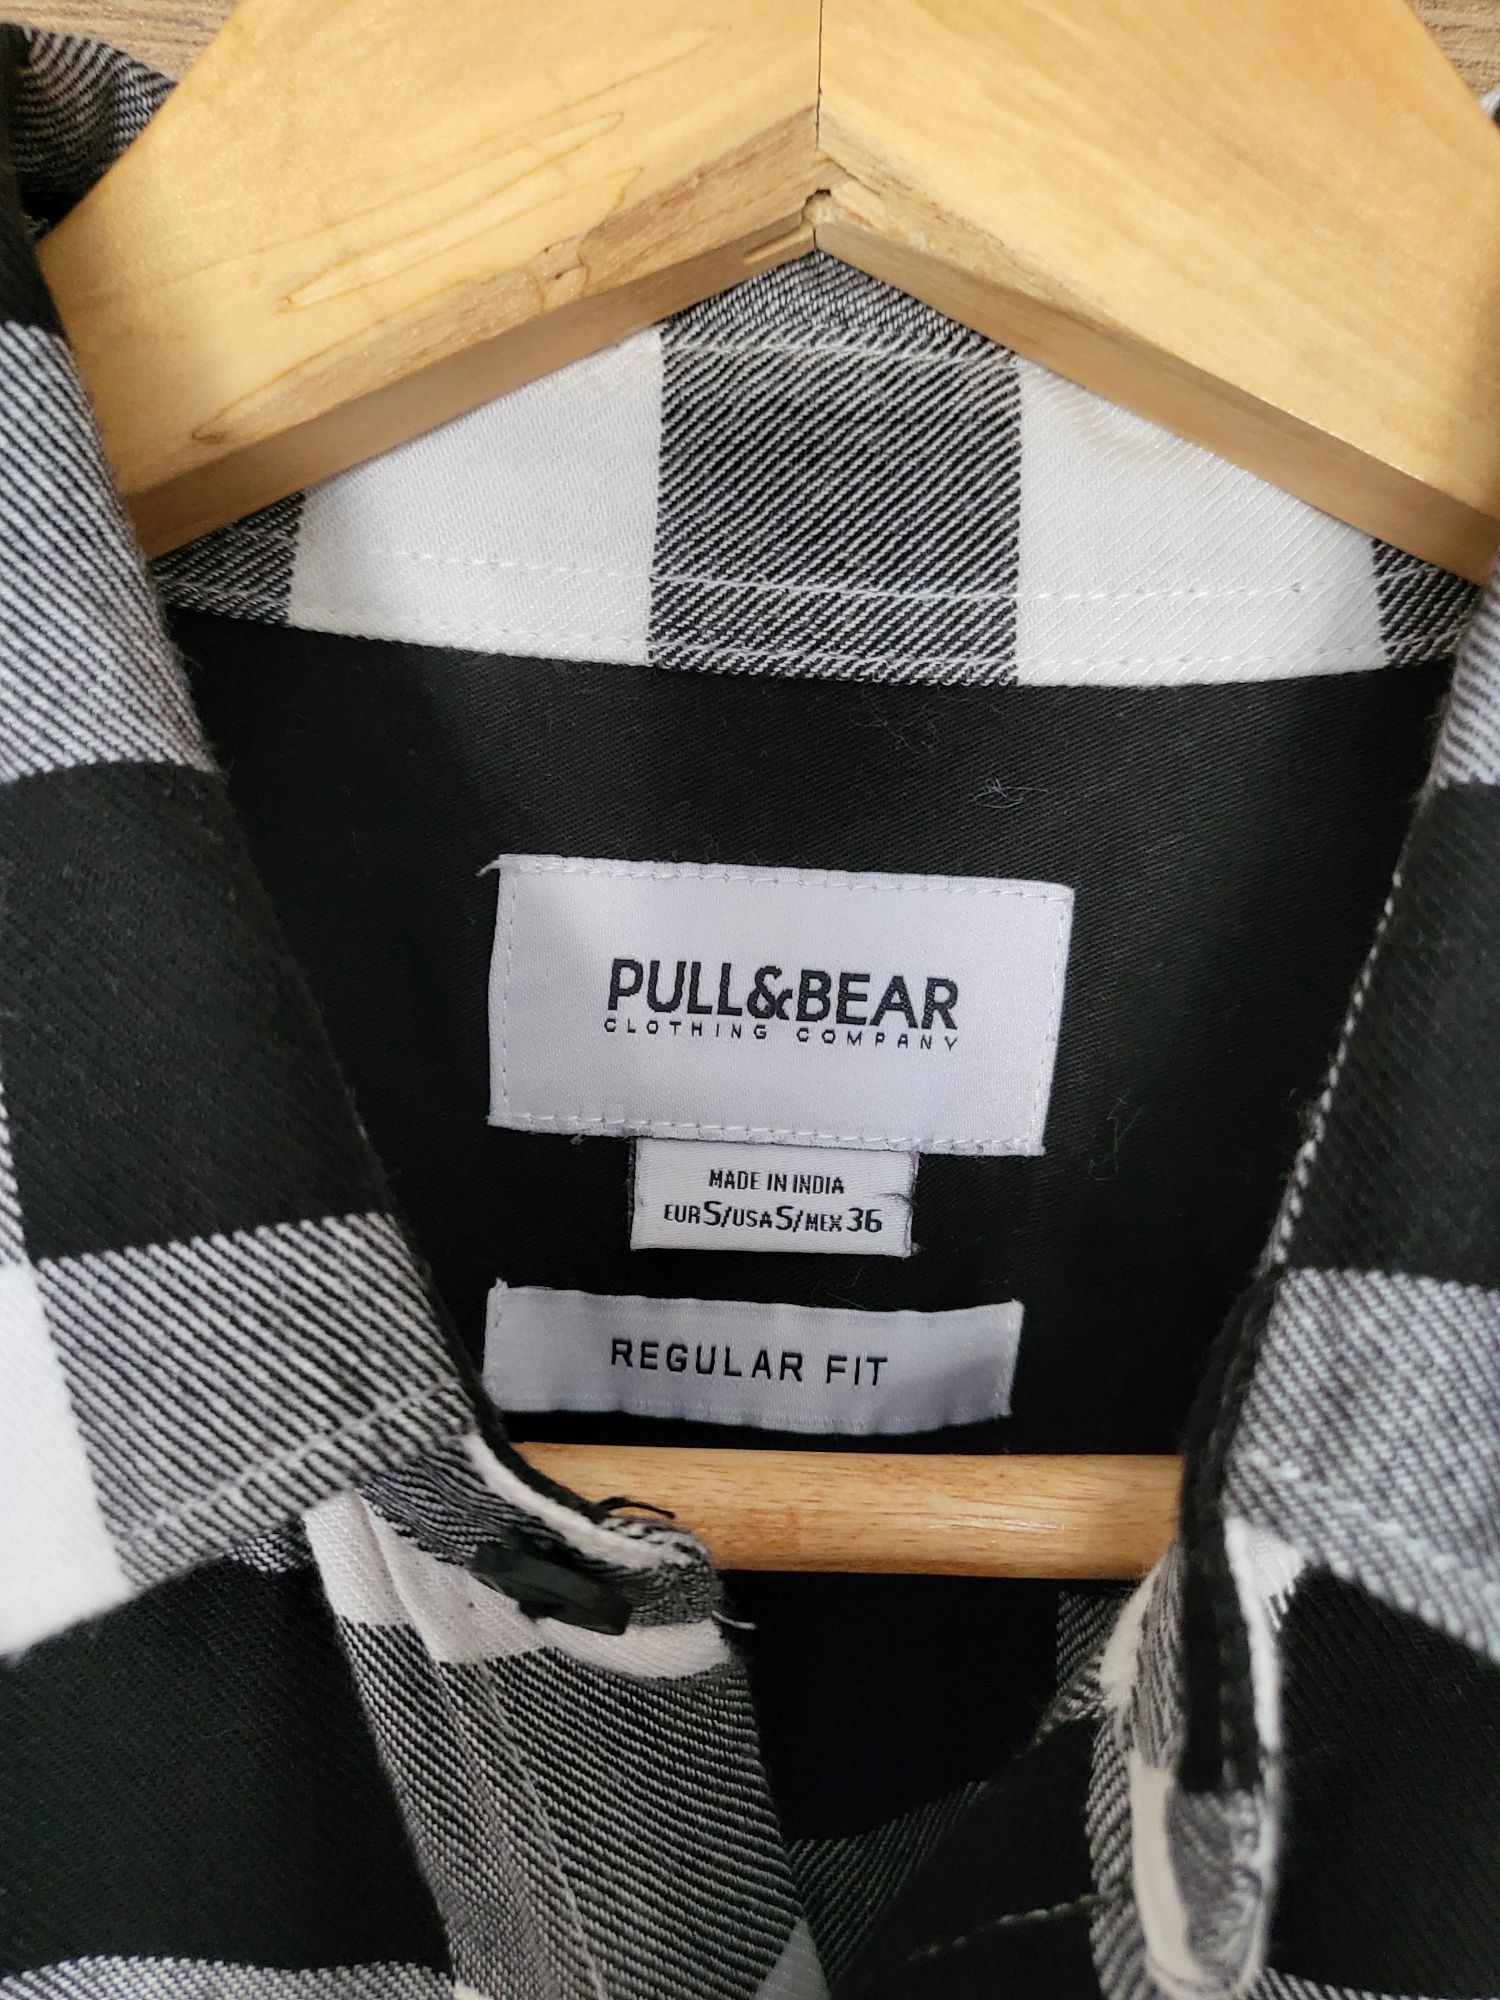 PULL&BEAR
CLOTHING COMPANY
MADE IN INDIA
EUR S/USA S/MEX 36
REGULAR FIT